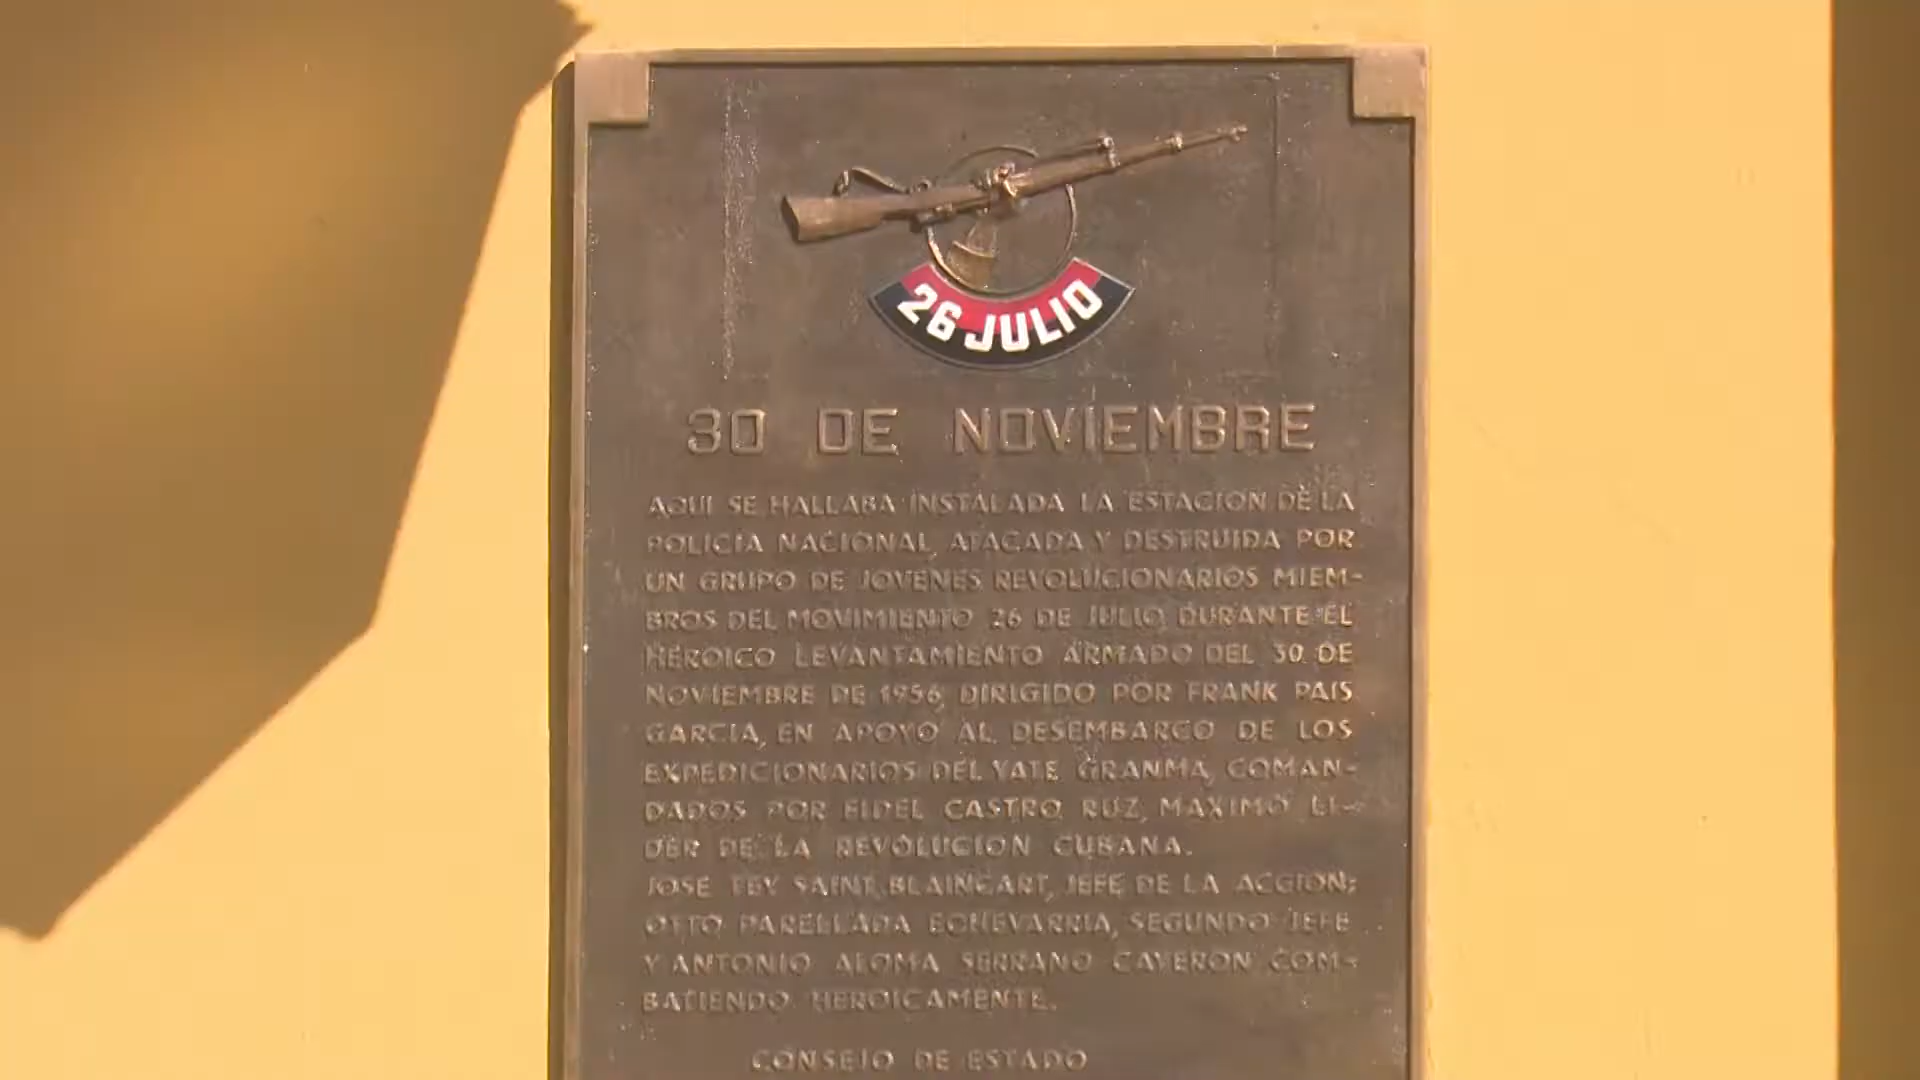 26 JULIO
30 DE NOVIEMBRE
AQUI SE HALLABA INSTALADA LA ESTACION DE LA
POLICIA NACIONAL, ATACADA Y DESTRUIDA POR
UN GRUPO DE JOVENES REVOLUCIONARIOS MIEM-
BROS DEL MOVIMIENTO 26 DE JULIO, DURANTE EL
HEROICO LEVANTAMIENTO ARMADO DEL 30 DE
NOVIEMBRE DE 1956, DIRIGIDO POR FRANK PAIS
GARCIA, EN APOYO AL DESEMBARCO DE LOS
EXPEDICIONARIOS DEL YATE GRANMA, COMAN-
DADOS POR FIDEL CASTRO RUZ, MAXIMO LI-
DER DE LA REVOLUCION CUBANA.
JOSE TEY SAINT BLANCART, JEFE DE LA ACCION;
OTTO PARELLADA ECHEVARRIA, SEGUNDO JEFE
Y ANTONIO ALOMA SERRANO CAYERON COM-
BATIENDO HEROICAMENTE.
CONSEJO DE ESTADO